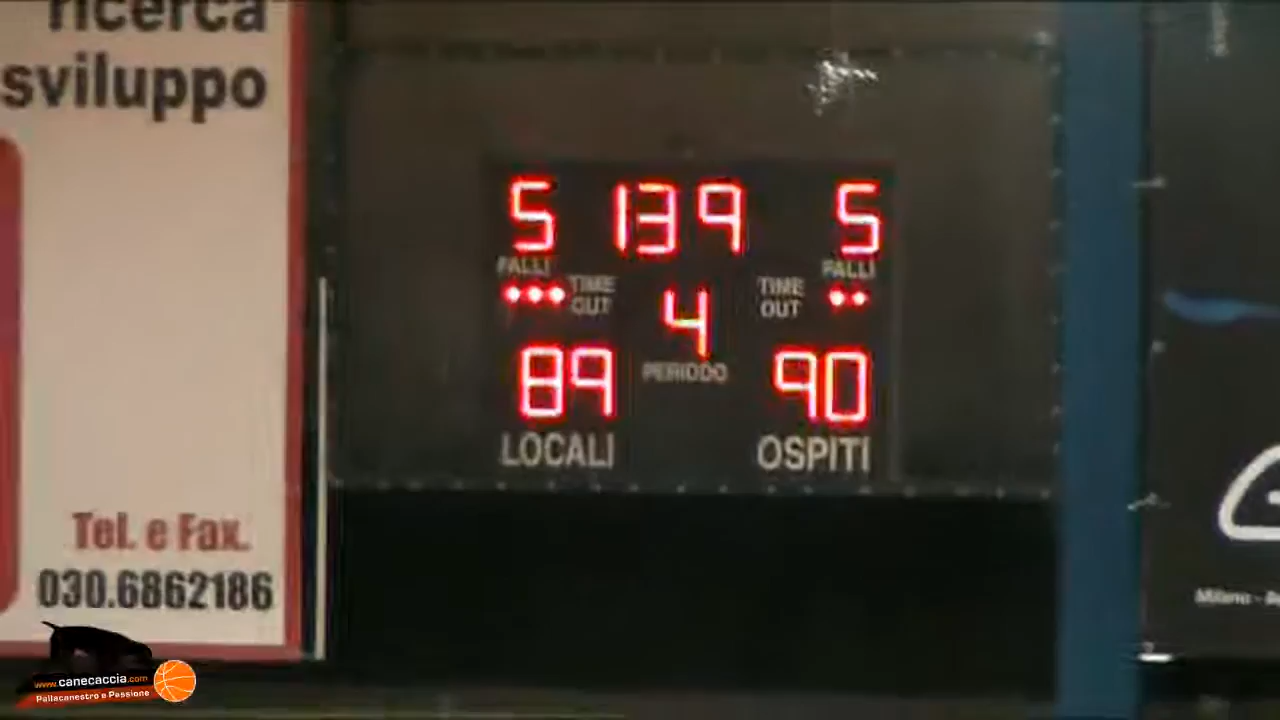 ricerca
sviluppo
Tel. e Fax.
030.6862186
5 139 5
FALLI FALLI
TIME OUT
TIME OUT
4
PERIODO
89 90
LOCALI OSPITI
Milano - 
www.canecaccia.com
Pallacanestro e Passione